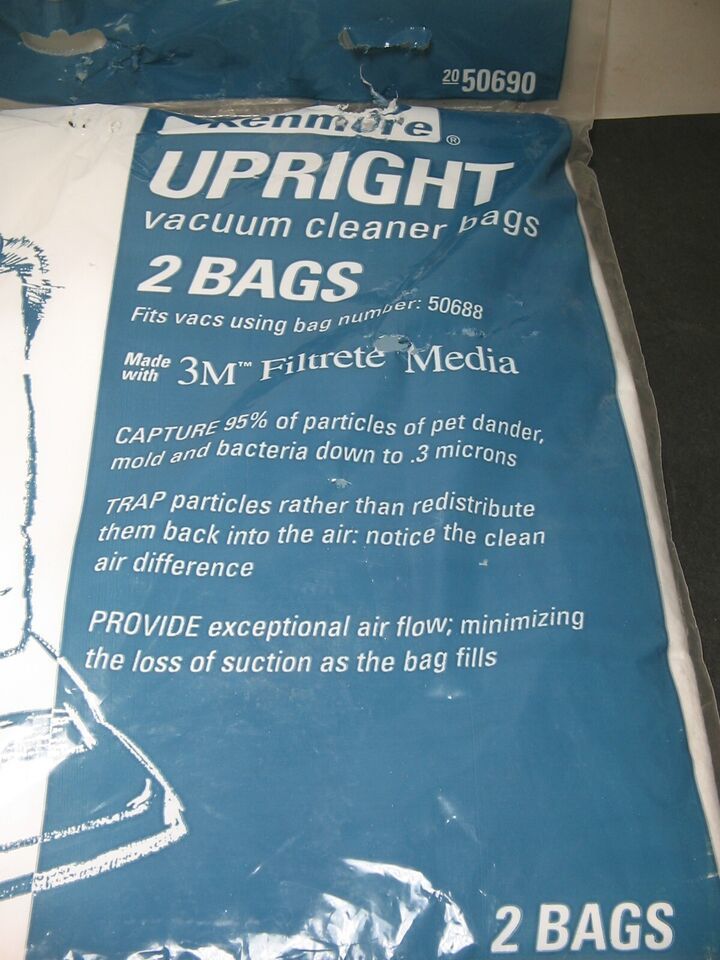 20 50690
Kenmore®
UPRIGHT
vacuum cleaner bags
2 BAGS
Fits vacs using bag number: 50688
Made with 3M™ Filtrete Media
CAPTURE 95% of particles of pet dander,
mold and bacteria down to .3 microns
TRAP particles rather than redistribute
them back into the air: notice the clean
air difference
PROVIDE exceptional air flow; minimizing
the loss of suction as the bag fills
2 BAGS